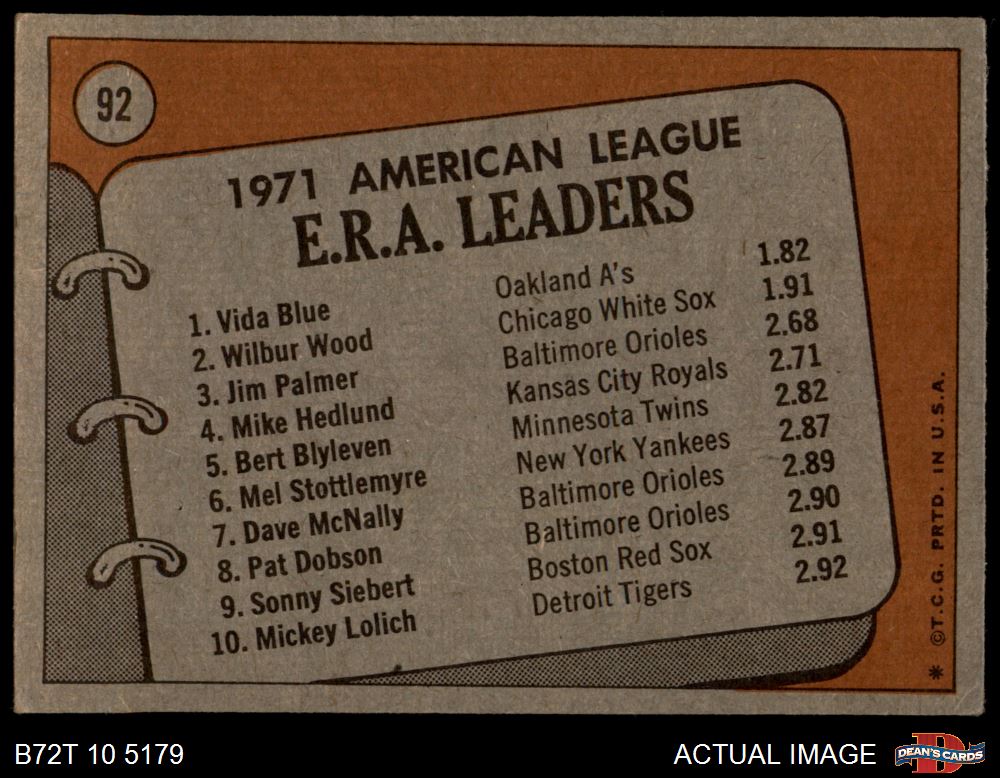 92
1971 AMERICAN LEAGUE
E.R.A. LEADERS
1. Vida Blue Oakland A's 1.82
2. Wilbur Wood Chicago White Sox 1.91
3. Jim Palmer Baltimore Orioles 2.68
4. Mike Hedlund Kansas City Royals 2.71
5. Bert Blyleven Minnesota Twins 2.82
6. Mel Stottlemyre New York Yankees 2.87
7. Dave McNally Baltimore Orioles 2.89
8. Pat Dobson Baltimore Orioles 2.90
9. Sonny Siebert Boston Red Sox 2.91
10. Mickey Lolich Detroit Tigers 2.92
* ©T.C.G. PRTD. IN U.S.A.
B72T 10 5179 ACTUAL IMAGE
D
DEAN'S CARDS